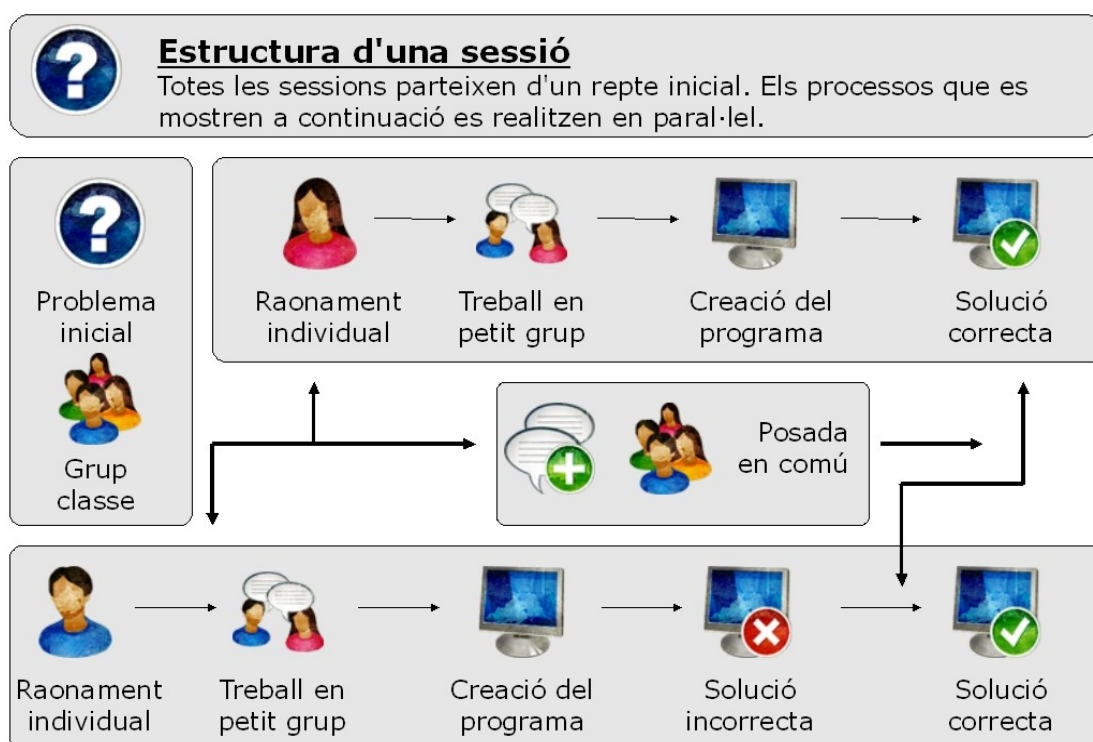 Estructura d'una sessió
Totes les sessions parteixen d'un repte inicial. Els processos que es
mostren a continuació es realitzen en paral·lel.
Problema
inicial
Grup
classe
Raonament
individual
Treball en
petit grup
Creació del
programa
Solució
correcta
Posada
en comú
Raonament
individual
Treball en
petit grup
Creació del
programa
Solució
incorrecta
Solució
correcta